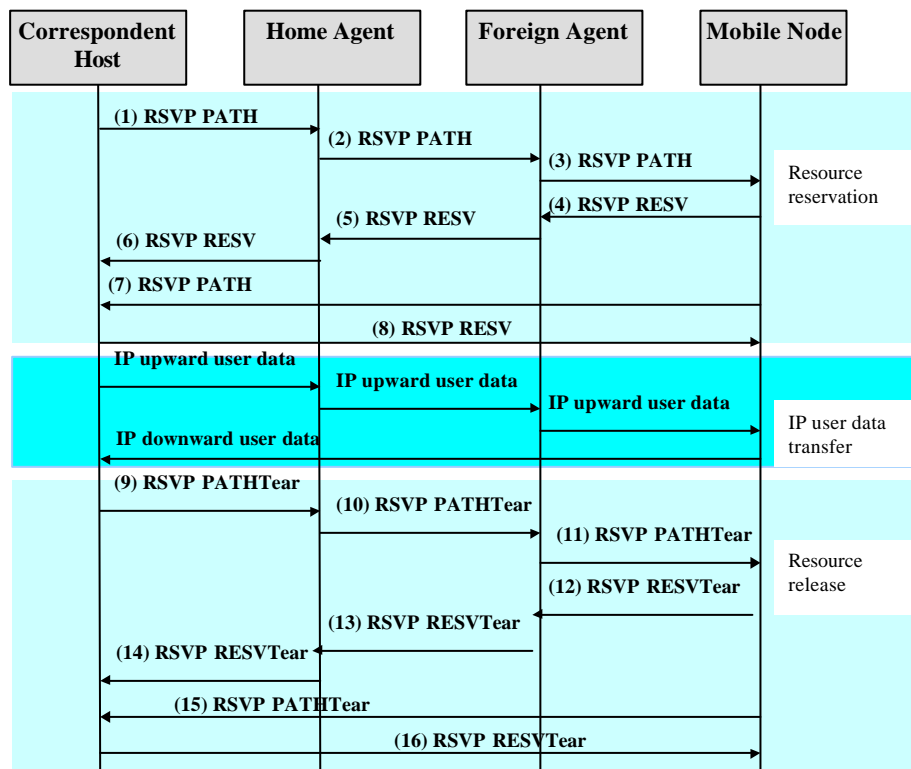 Correspondent
Host
Home Agent
Foreign Agent
Mobile Node
(1) RSVP PATH
(2) RSVP PATH
(3) RSVP PATH
Resource
reservation
(4) RSVP RESV
(5) RSVP RESV
(6) RSVP RESV
(7) RSVP PATH
(8) RSVP RESV
IP upward user data
IP upward user data
IP upward user data
IP user data
transfer
IP downward user data
(9) RSVP PATHTear
(10) RSVP PATHTear
(11) RSVP PATHTear
Resource
release
(12) RSVP RESVTear
(13) RSVP RESVTear
(14) RSVP RESVTear
(15) RSVP PATHTear
(16) RSVP RESVTear